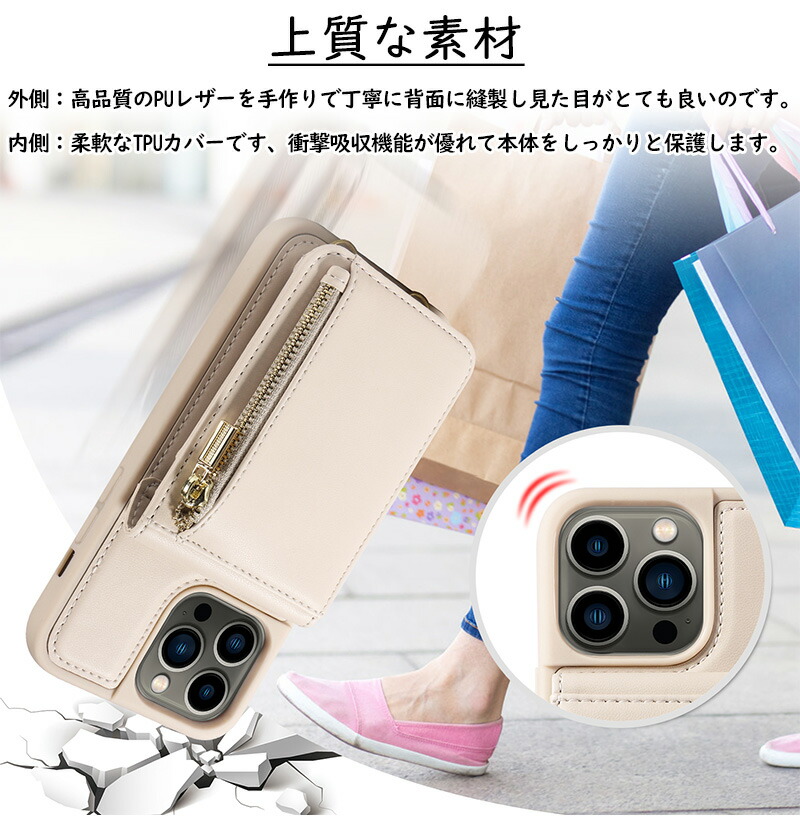 上質な素材
外側：高品質のPUレザーを手作りで丁寧に背面に縫製し見た目がとても良いのです。
内側：柔軟なTPUカバーです、衝撃吸収機能が優れて本体をしっかりと保護します。